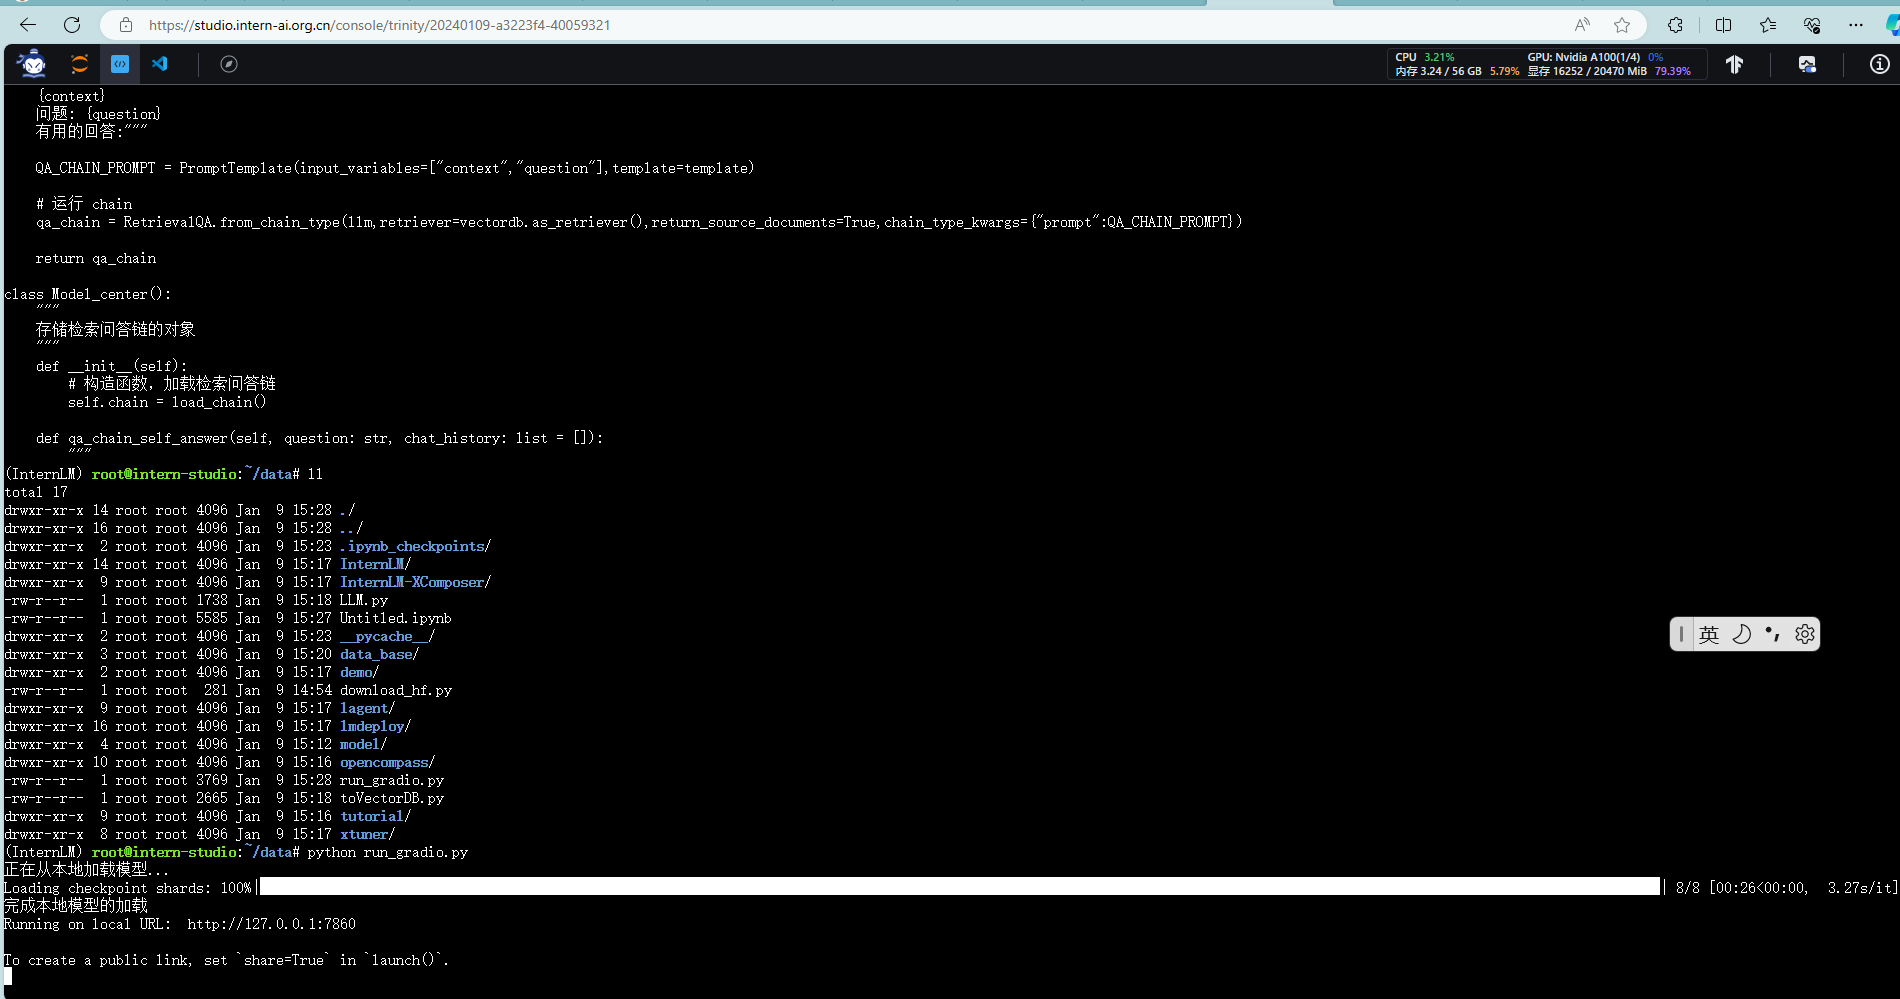 https://studio.intern-ai.org.cn/console/trinity/20240109-a3223f4-40059321
CPU 3.21% GPU: Nvidia A100(1/4) 0%
内存 3.24 / 56 GB 5.79% 显存 16252 / 20470 MiB 79.39%
{context}
问题: {question}
有用的回答:"""
QA_CHAIN_PROMPT = PromptTemplate(input_variables=["context","question"],template=template)
# 运行 chain
qa_chain = RetrievalQA.from_chain_type(llm,retriever=vectordb.as_retriever(),return_source_documents=True,chain_type_kwargs={"prompt":QA_CHAIN_PROMPT})
return qa_chain
class Model_center():
"""
存储检索问答链的对象
"""
def __init__(self):
# 构造函数，加载检索问答链
self.chain = load_chain()
def qa_chain_self_answer(self, question: str, chat_history: list = []):
"""
(InternLM) root@intern-studio:~/data# ll
total 17
drwxr-xr-x 14 root root 4096 Jan  9 15:28 ./
drwxr-xr-x 16 root root 4096 Jan  9 15:28 ../
drwxr-xr-x  2 root root 4096 Jan  9 15:23 .ipynb_checkpoints/
drwxr-xr-x 14 root root 4096 Jan  9 15:17 InternLM/
drwxr-xr-x  9 root root 4096 Jan  9 15:17 InternLM-XComposer/
-rw-r--r--  1 root root 1738 Jan  9 15:18 LLM.py
-rw-r--r--  1 root root 5585 Jan  9 15:27 Untitled.ipynb
drwxr-xr-x  2 root root 4096 Jan  9 15:23 __pycache__/
drwxr-xr-x  3 root root 4096 Jan  9 15:20 data_base/
drwxr-xr-x  2 root root 4096 Jan  9 15:17 demo/
-rw-r--r--  1 root root  281 Jan  9 14:54 download_hf.py
drwxr-xr-x  9 root root 4096 Jan  9 15:17 lagent/
drwxr-xr-x 16 root root 4096 Jan  9 15:17 lmdeploy/
drwxr-xr-x  4 root root 4096 Jan  9 15:12 model/
drwxr-xr-x 10 root root 4096 Jan  9 15:16 opencompass/
-rw-r--r--  1 root root 3769 Jan  9 15:28 run_gradio.py
-rw-r--r--  1 root root 2665 Jan  9 15:18 toVectorDB.py
drwxr-xr-x  9 root root 4096 Jan  9 15:16 tutorial/
drwxr-xr-x  8 root root 4096 Jan  9 15:17 xtuner/
(InternLM) root@intern-studio:~/data# python run_gradio.py
正在从本地加载模型...
Loading checkpoint shards: 100%| | 8/8 [00:26<00:00,  3.27s/it]
完成本地模型的加载
Running on local URL:  http://127.0.0.1:7860
To create a public link, set `share=True` in `launch()`.
英